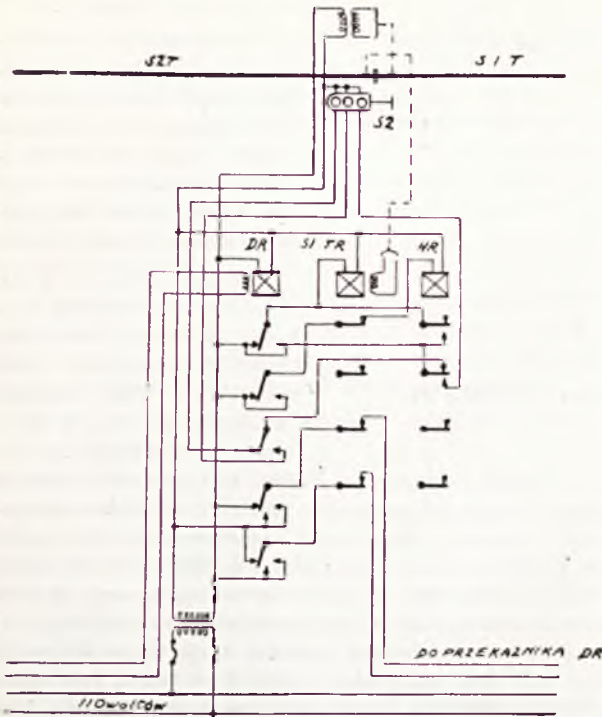 S2T S1T
S2
DR S1 TR HR
DO PRZEKAŹNIKA DR
110 woltów